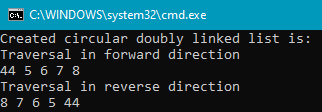 C:\WINDOWS\system32\cmd.exe
Created circular doubly linked list is:
Traversal in forward direction
44 5 6 7 8
Traversal in reverse direction
8 7 6 5 44